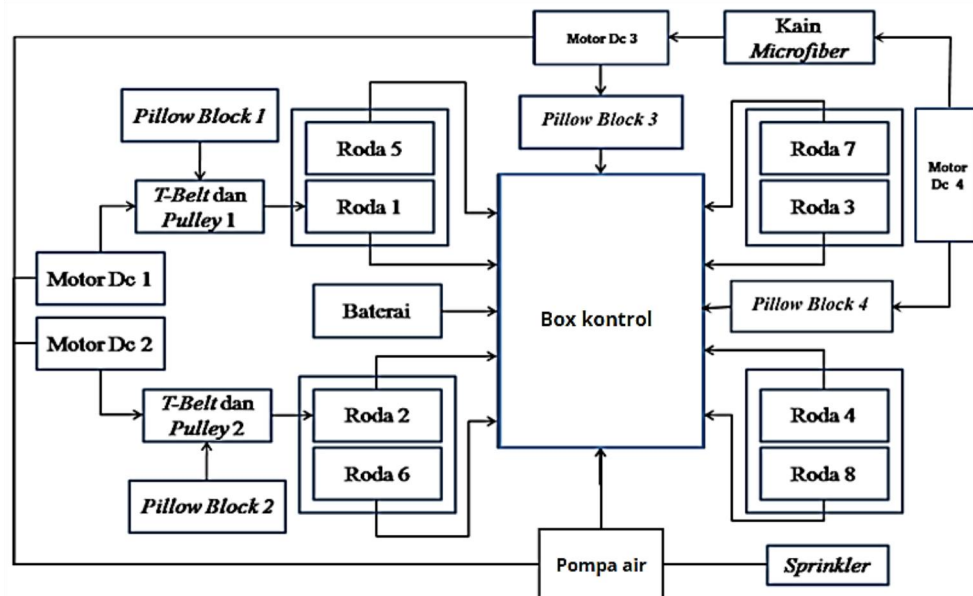 Motor Dc 3
Kain
Microfiber
Pillow Block 1
Pillow Block 3
Roda 5
Roda 7
Motor
Dc 4
T-Belt dan
Pulley 1
Roda 1
Roda 3
Motor Dc 1
Baterai
Box kontrol
Pillow Block 4
Motor Dc 2
T-Belt dan
Pulley 2
Roda 2
Roda 4
Roda 6
Roda 8
Pillow Block 2
Pompa air
Sprinkler